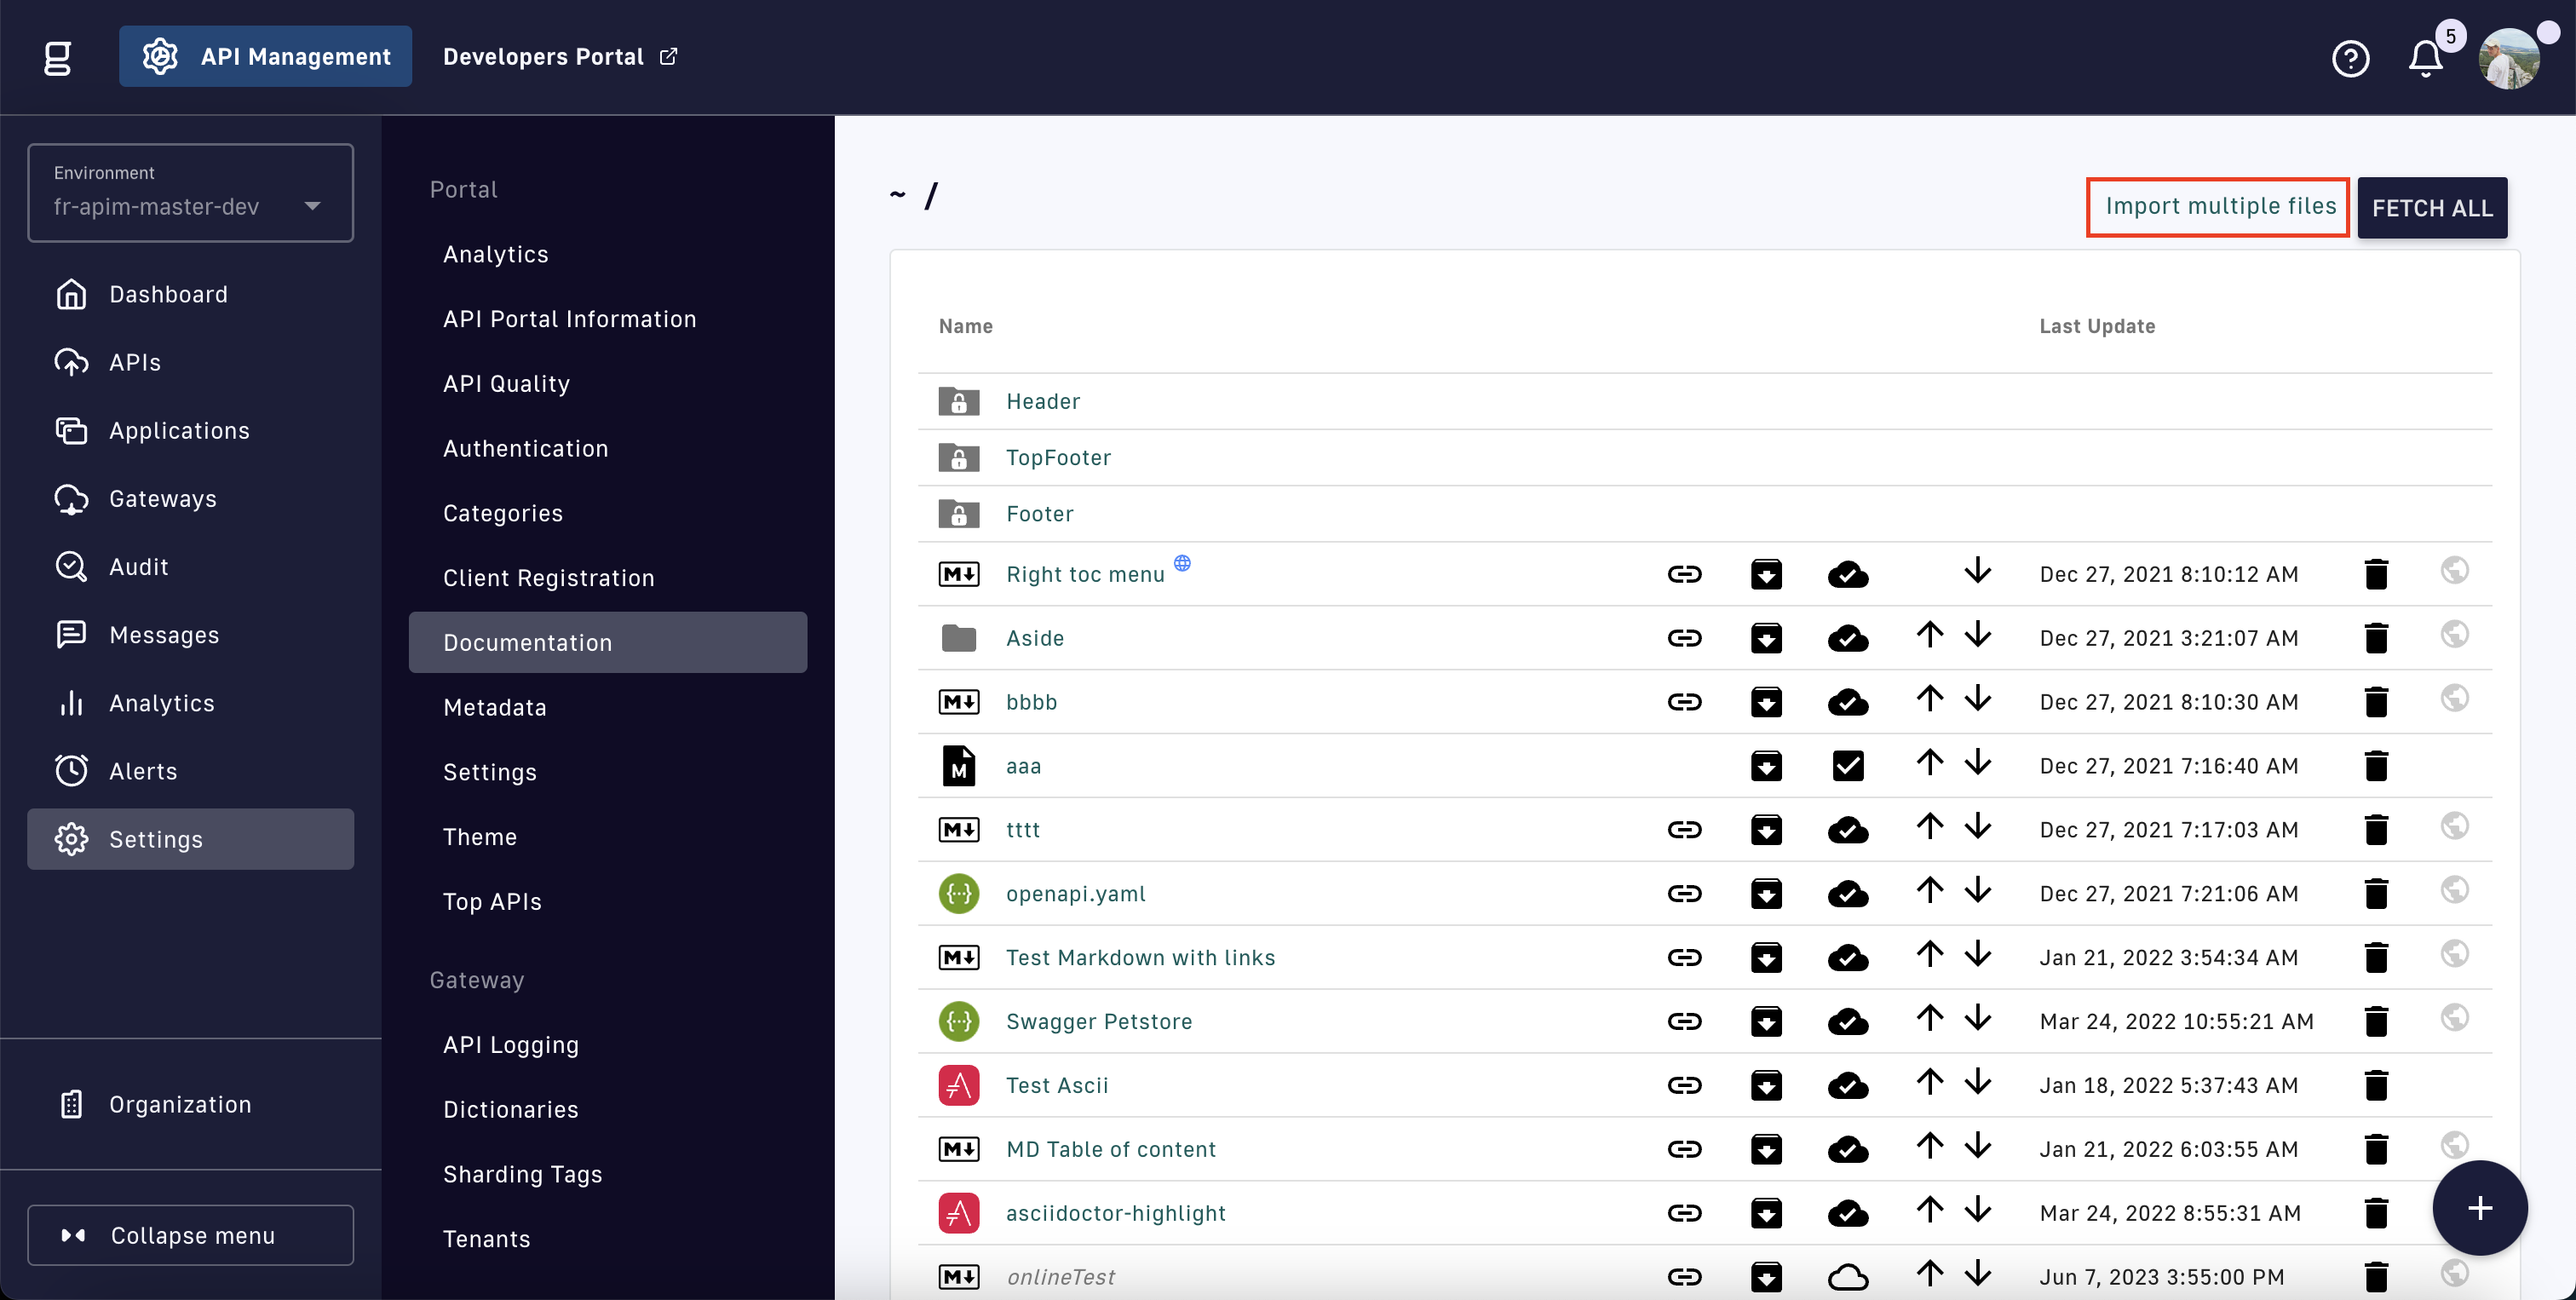 g
API Management
Developers Portal
?
5
Environment
fr-apim-master-dev
Dashboard
APIs
Applications
Gateways
Audit
Messages
Analytics
Alerts
Settings
Organization
Collapse menu
Portal
Analytics
API Portal Information
API Quality
Authentication
Categories
Client Registration
Documentation
Metadata
Settings
Theme
Top APIs
Gateway
API Logging
Dictionaries
Sharding Tags
Tenants
~ /
Import multiple files
FETCH ALL
Name Last Update
Header
TopFooter
Footer
M Right toc menu Dec 27, 2021 8:10:12 AM
Aside Dec 27, 2021 3:21:07 AM
M bbbb Dec 27, 2021 8:10:30 AM
M aaa Dec 27, 2021 7:16:40 AM
M tttt Dec 27, 2021 7:17:03 AM
{...} openapi.yaml Dec 27, 2021 7:21:06 AM
M Test Markdown with links Jan 21, 2022 3:54:34 AM
{...} Swagger Petstore Mar 24, 2022 10:55:21 AM
A Test Ascii Jan 18, 2022 5:37:43 AM
M MD Table of content Jan 21, 2022 6:03:55 AM
A asciidoctor-highlight Mar 24, 2022 8:55:31 AM
M onlineTest Jun 7, 2023 3:55:00 PM
+